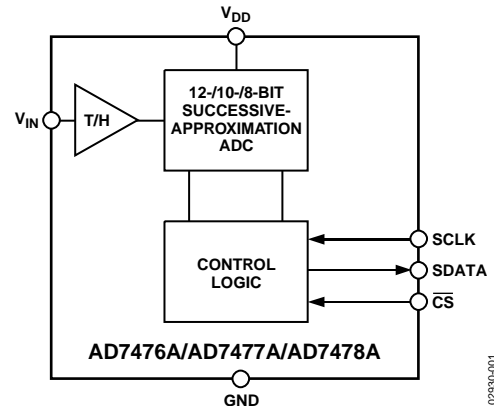 VDD
12-/10-/8-BIT
SUCCESSIVE-
APPROXIMATION
ADC
T/H
VIN
SCLK
CONTROL
LOGIC
SDATA
CS
AD7476A/AD7477A/AD7478A
GND
02930-001